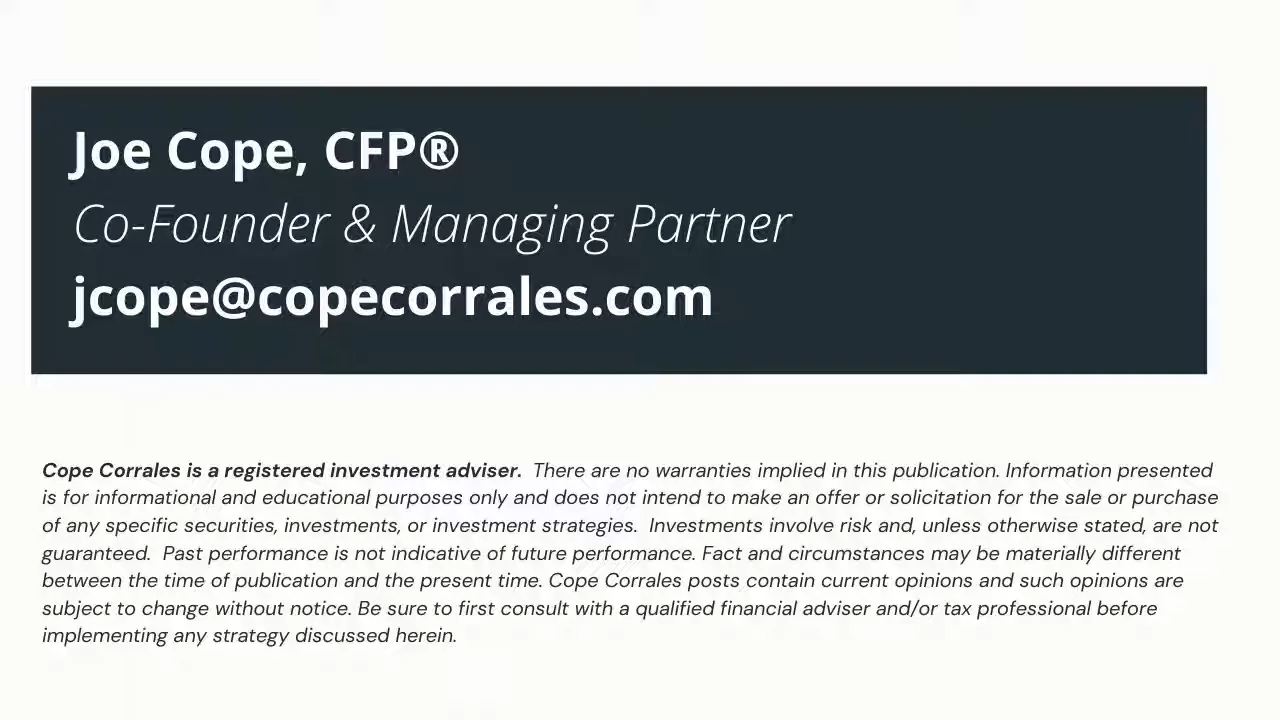 Joe Cope, CFP®
Co-Founder & Managing Partner
jcope@copecorrales.com
Cope Corrales is a registered investment adviser.  There are no warranties implied in this publication. Information presented
is for informational and educational purposes only and does not intend to make an offer or solicitation for the sale or purchase
of any specific securities, investments, or investment strategies.  Investments involve risk and, unless otherwise stated, are not
guaranteed.  Past performance is not indicative of future performance. Fact and circumstances may be materially different
between the time of publication and the present time. Cope Corrales posts contain current opinions and such opinions are
subject to change without notice. Be sure to first consult with a qualified financial adviser and/or tax professional before
implementing any strategy discussed herein.